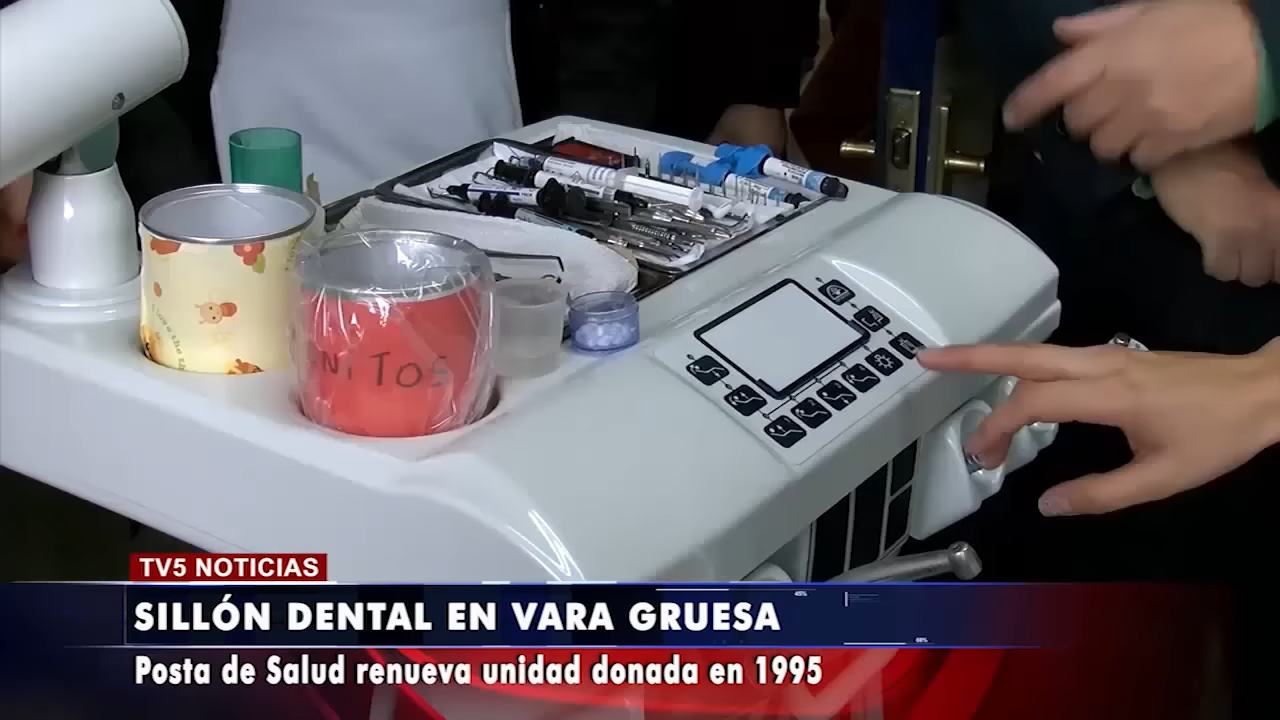 NITOS
TV5 NOTICIAS
SILLÓN DENTAL EN VARA GRUESA
Posta de Salud renueva unidad donada en 1995